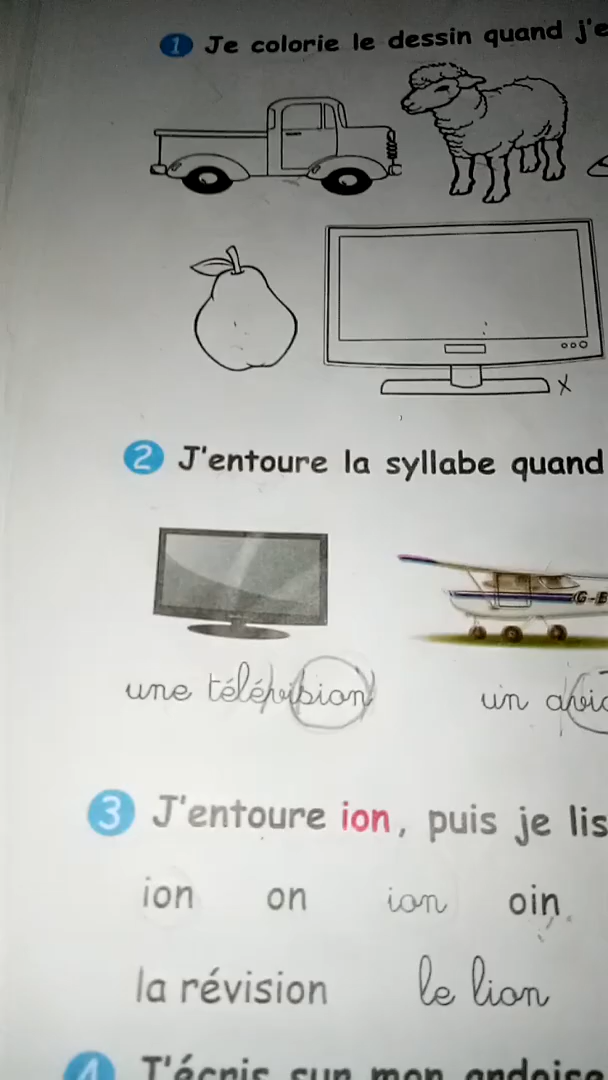 1 Je colorie le dessin quand j'e
x
2 J'entoure la syllabe quand
G-E
une télévision un avio
3 J'entoure ion, puis je lis
ion on ion oin
la révision le lion
4 J'écris sur mon ardoise